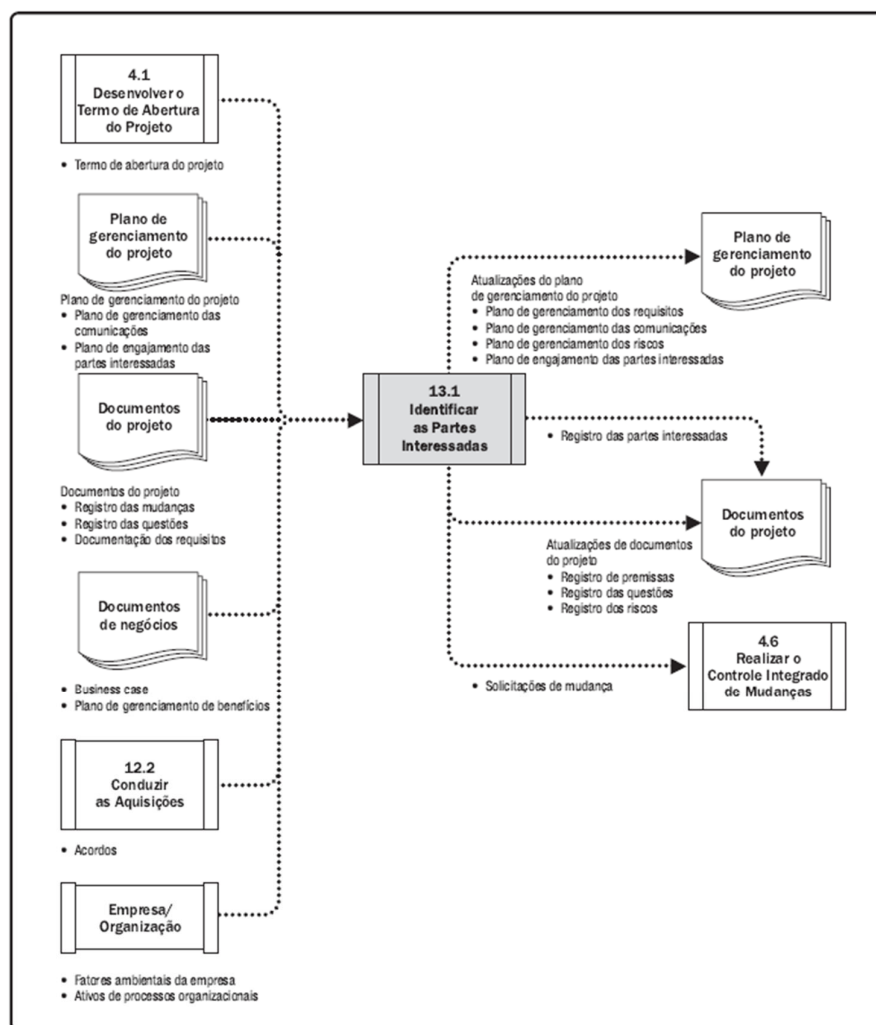 4.1
Desenvolver o
Termo de Abertura
do Projeto
• Termo de abertura do projeto
Plano de
gerenciamento
do projeto
Plano de gerenciamento do projeto
• Plano de gerenciamento das
comunicações
• Plano de engajamento das
partes interessadas
Documentos
do projeto
Documentos do projeto
• Registro das mudanças
• Registro das questões
• Documentação dos requisitos
Documentos
de negócios
• Business case
• Plano de gerenciamento de benefícios
12.2
Conduzir
as Aquisições
• Acordos
Empresa/
Organização
• Fatores ambientais da empresa
• Ativos de processos organizacionais
13.1
Identificar
as Partes
Interessadas
Plano de
gerenciamento
do projeto
Atualizações do plano
de gerenciamento do projeto
• Plano de gerenciamento dos requisitos
• Plano de gerenciamento das comunicações
• Plano de gerenciamento dos riscos
• Plano de engajamento das partes interessadas
• Registro das partes interessadas
Documentos
do projeto
Atualizações de documentos
do projeto
• Registro de premissas
• Registro das questões
• Registro dos riscos
4.6
Realizar o
Controle Integrado
de Mudanças
• Solicitações de mudança